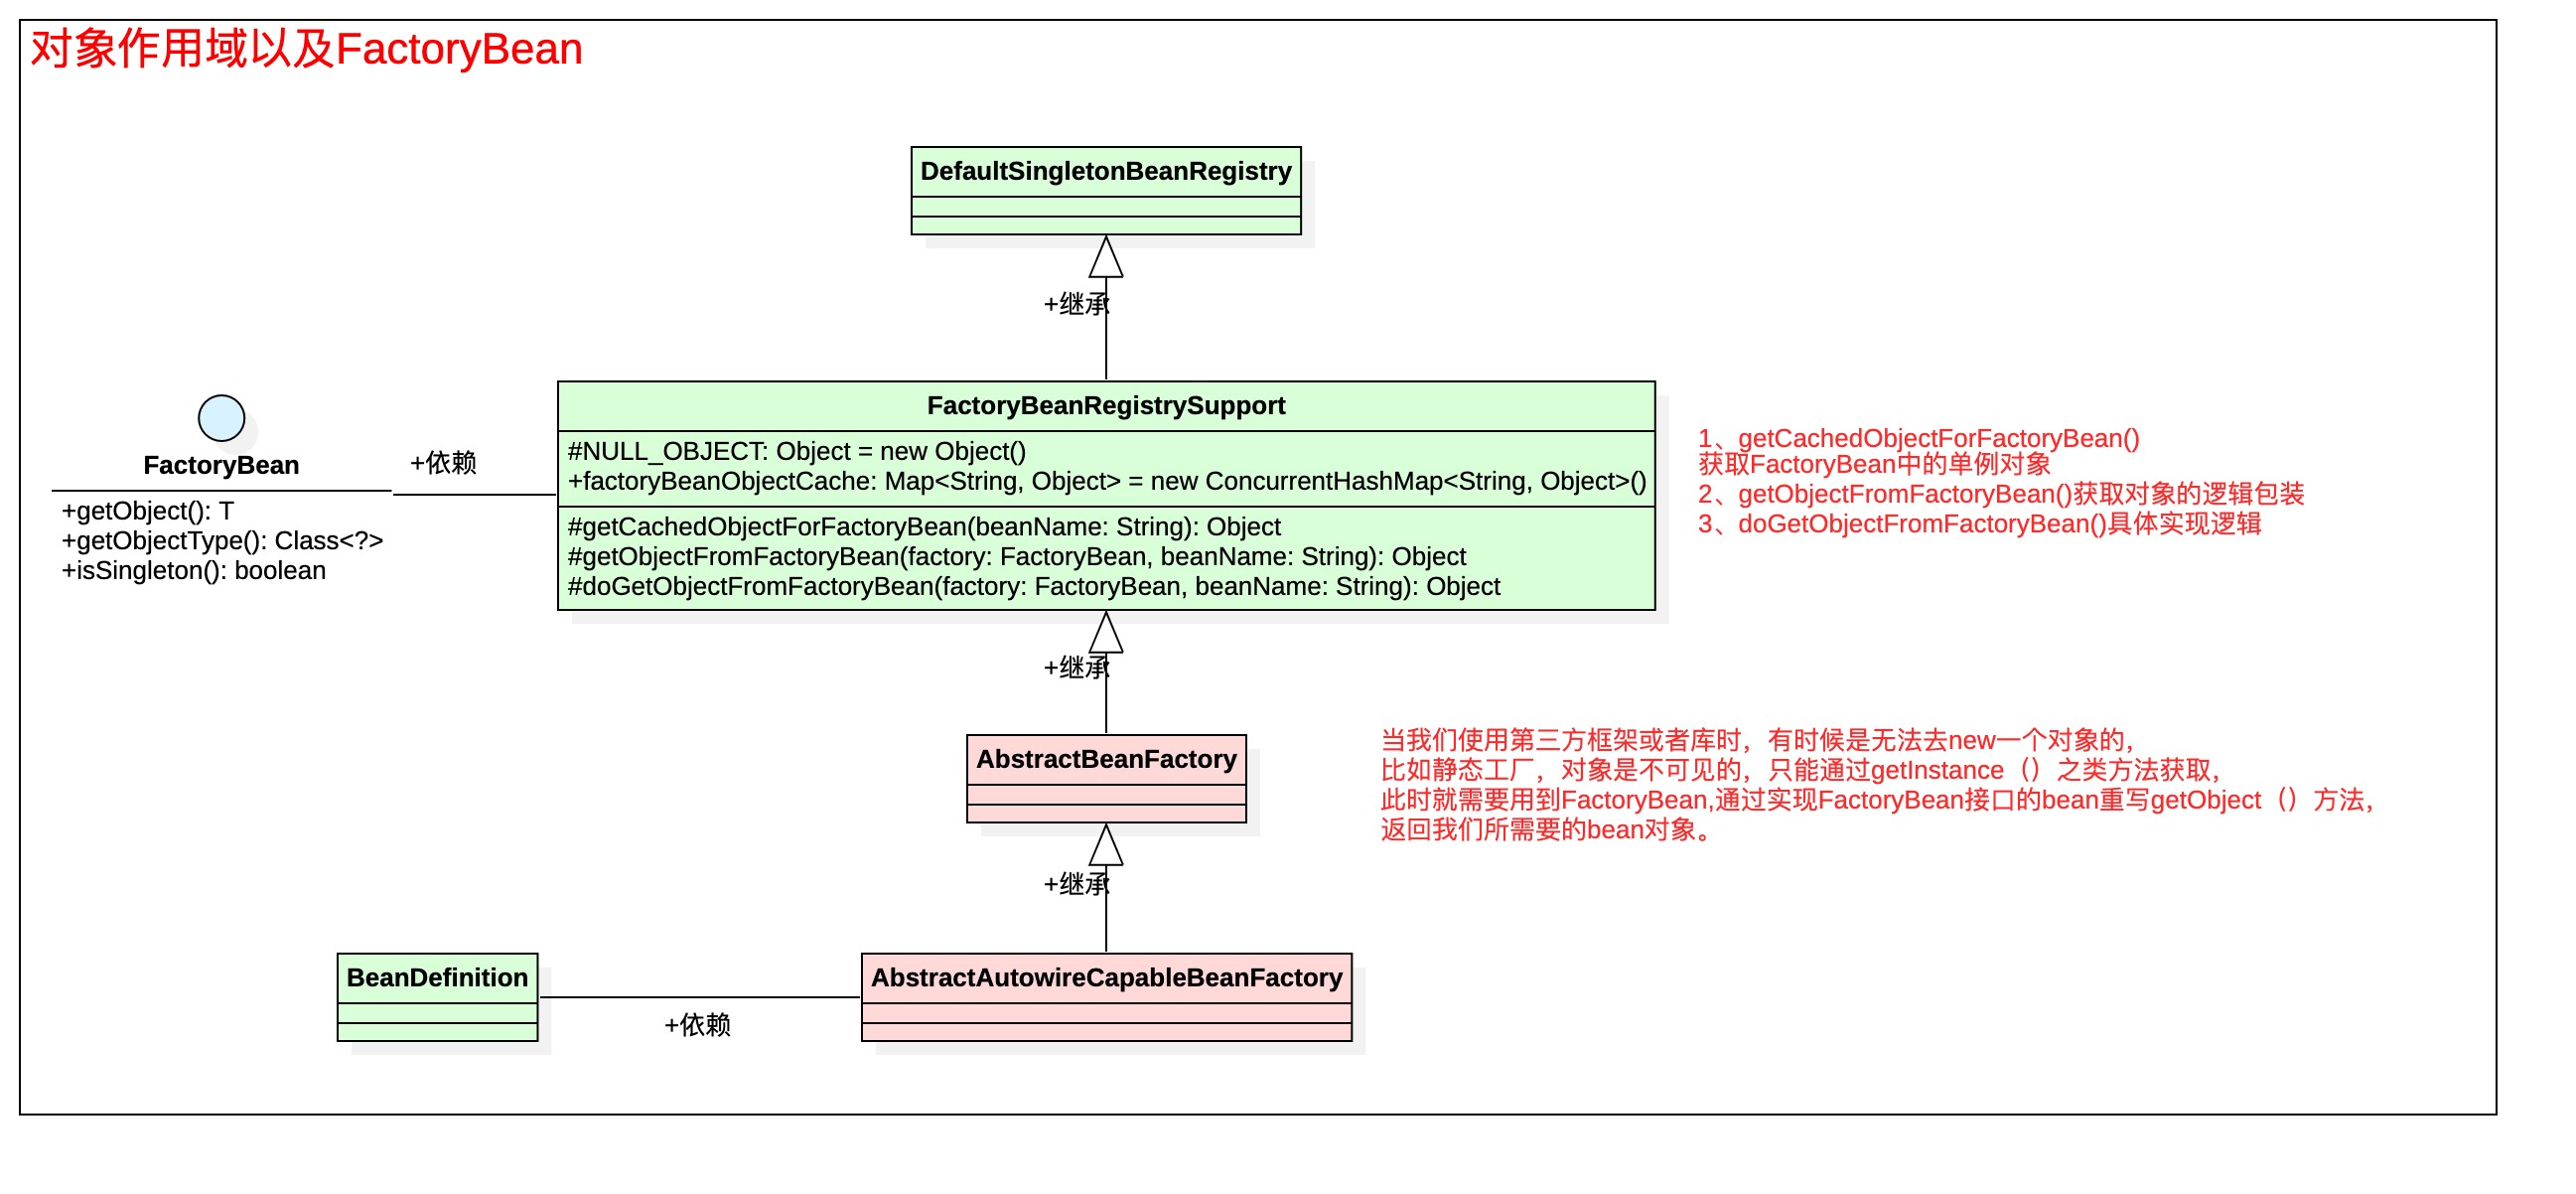 对象作用域以及FactoryBean
DefaultSingletonBeanRegistry
+继承
FactoryBean
+getObject(): T
+getObjectType(): Class<?>
+isSingleton(): boolean
+依赖
FactoryBeanRegistrySupport
#NULL_OBJECT: Object = new Object()
+factoryBeanObjectCache: Map<String, Object> = new ConcurrentHashMap<String, Object>()
#getCachedObjectForFactoryBean(beanName: String): Object
#getObjectFromFactoryBean(factory: FactoryBean, beanName: String): Object
#doGetObjectFromFactoryBean(factory: FactoryBean, beanName: String): Object
1、getCachedObjectForFactoryBean()
获取FactoryBean中的单例对象
2、getObjectFromFactoryBean()获取对象的逻辑包装
3、doGetObjectFromFactoryBean()具体实现逻辑
+继承
AbstractBeanFactory
当我们使用第三方框架或者库时，有时候是无法去new一个对象的，
比如静态工厂，对象是不可见的，只能通过getInstance（）之类方法获取，
此时就需要用到FactoryBean,通过实现FactoryBean接口的bean重写getObject（）方法，
返回我们所需要的bean对象。
+继承
BeanDefinition
+依赖
AbstractAutowireCapableBeanFactory